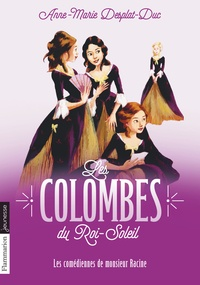 Anne-Marie Desplat-Duc
Les
COLOMBES
du Roi-Soleil
Les comédiennes de monsieur Racine
Flammarion jeunesse